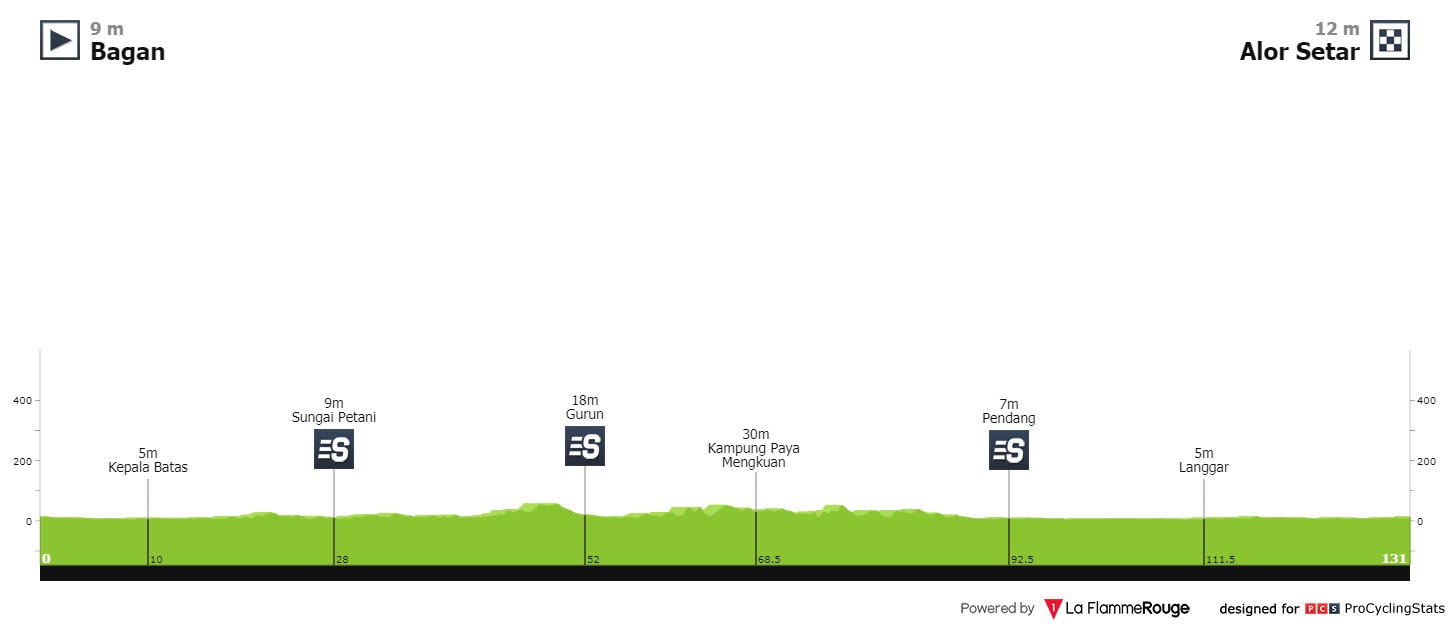 9 m
Bagan
12 m
Alor Setar
400
200
0
400
200
0
5m
Kepala Batas
9m
Sungai Petani
S
18m
Gurun
S
30m
Kampung Paya
Mengkuan
7m
Pendang
S
5m
Langgar
0
10
28
52
68.5
92.5
111.5
131
Powered by 1 La FlammeRouge designed for PCS ProCyclingStats